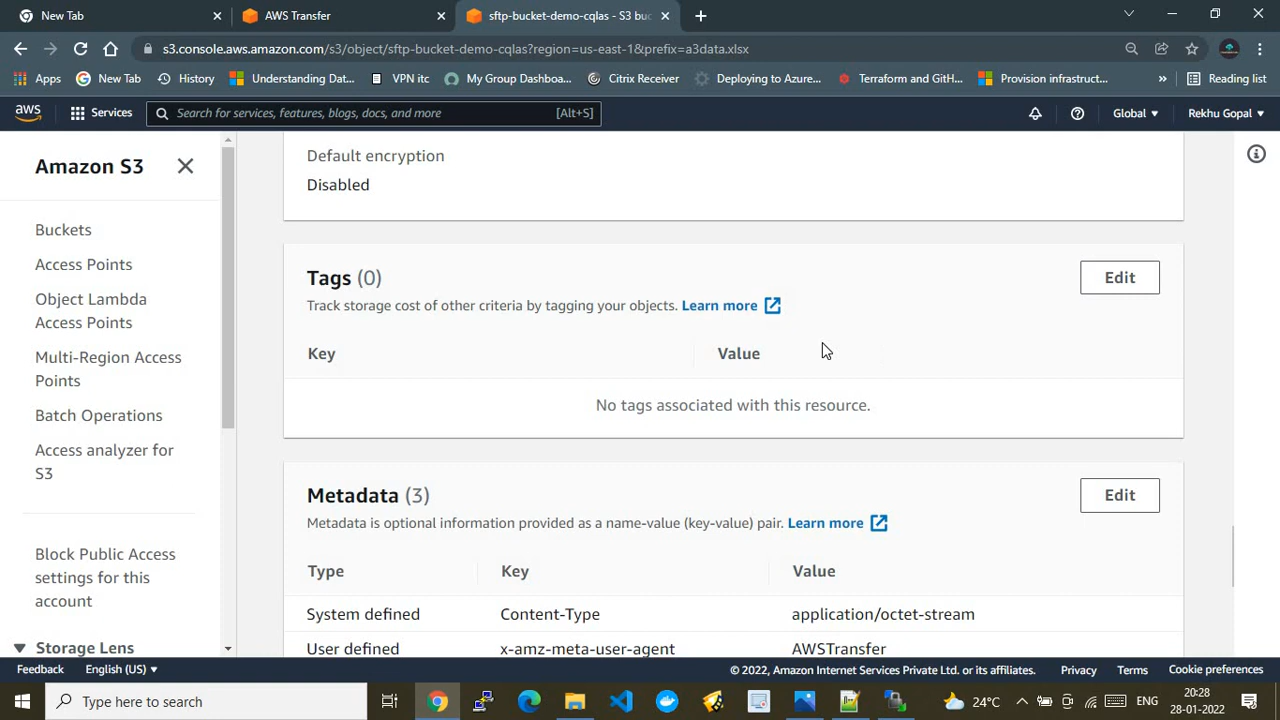 New Tab
AWS Transfer
sftp-bucket-demo-cqlas - S3 buc
s3.console.aws.amazon.com/s3/object/sftp-bucket-demo-cqlas?region=us-east-1&prefix=a3data.xlsx
Apps
New Tab
History
Understanding Dat...
VPN itc
My Group Dashboa...
Citrix Receiver
Deploying to Azure...
Terraform and GitH...
Provision infrastruct...
»
Reading list
aws
Services
Search for services, features, blogs, docs, and more
[Alt+S]
Global
Rekhu Gopal
Amazon S3
Buckets
Access Points
Object Lambda
Access Points
Multi-Region Access
Points
Batch Operations
Access analyzer for
S3
Block Public Access
settings for this
account
Storage Lens
Default encryption
Disabled
Tags (0)
Edit
Track storage cost of other criteria by tagging your objects. Learn more
Key
Value
No tags associated with this resource.
Metadata (3)
Edit
Metadata is optional information provided as a name-value (key-value) pair. Learn more
Type
Key
Value
System defined
Content-Type
application/octet-stream
User defined
x-amz-meta-user-agent
AWSTransfer
Feedback
English (US)
© 2022, Amazon Internet Services Private Ltd. or its affiliates.
Privacy
Terms
Cookie preferences
Type here to search
24°C
ENG
20:28
28-01-2022